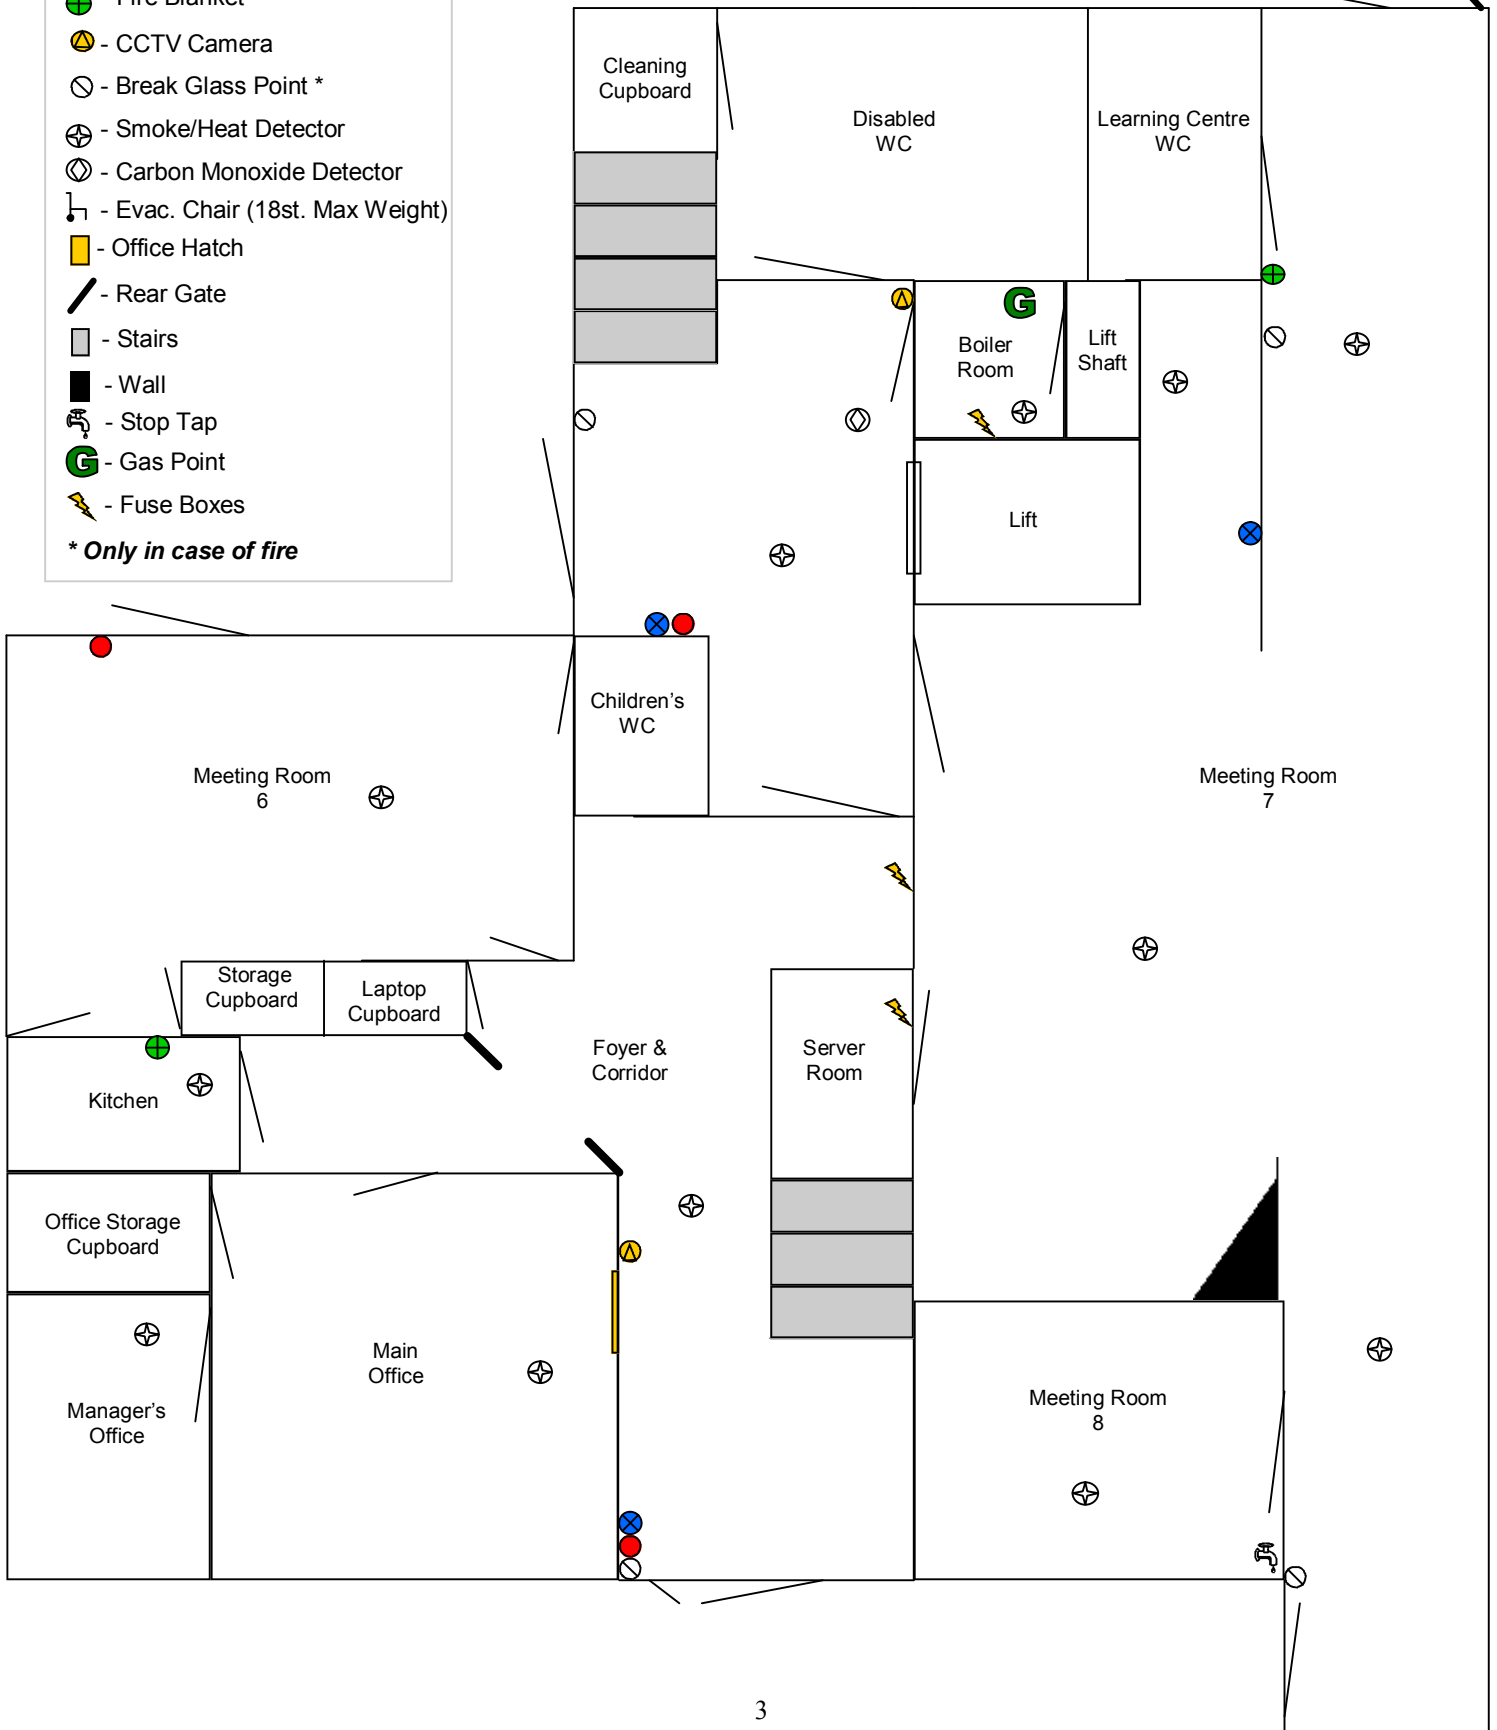 - Fire Blanket
- CCTV Camera
- Break Glass Point *
- Smoke/Heat Detector
- Carbon Monoxide Detector
- Evac. Chair (18st. Max Weight)
- Office Hatch
- Rear Gate
- Stairs
- Wall
- Stop Tap
G - Gas Point
- Fuse Boxes
* Only in case of fire
Cleaning
Cupboard
Disabled
WC
Learning Centre
WC
G
Boiler
Room
Lift
Shaft
Lift
Children's
WC
Meeting Room
6
Meeting Room
7
Storage
Cupboard
Laptop
Cupboard
Foyer &
Corridor
Server
Room
Kitchen
Office Storage
Cupboard
Main
Office
Manager's
Office
Meeting Room
8
3